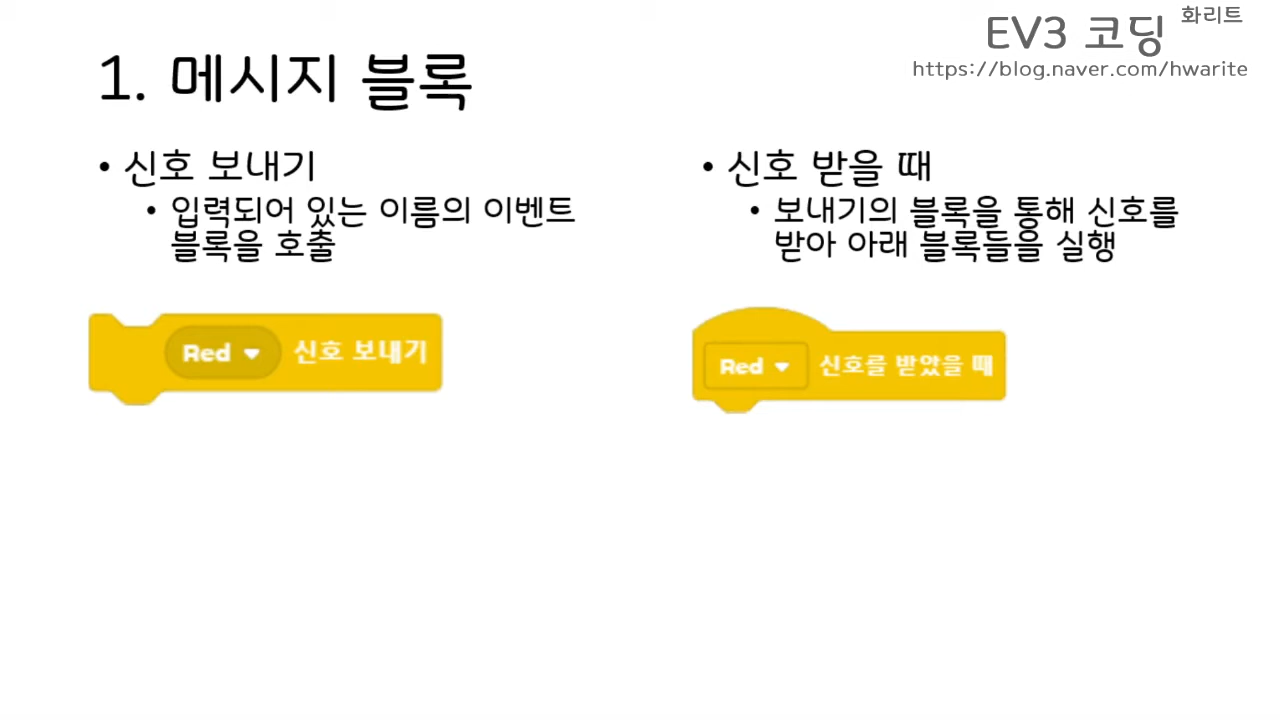 화리트
EV3 코딩
https://blog.naver.com/hwarite
1. 메시지 블록
• 신호 보내기
• 입력되어 있는 이름의 이벤트
블록을 호출
Red 신호 보내기
• 신호 받을 때
• 보내기의 블록을 통해 신호를
받아 아래 블록들을 실행
Red 신호를 받았을 때